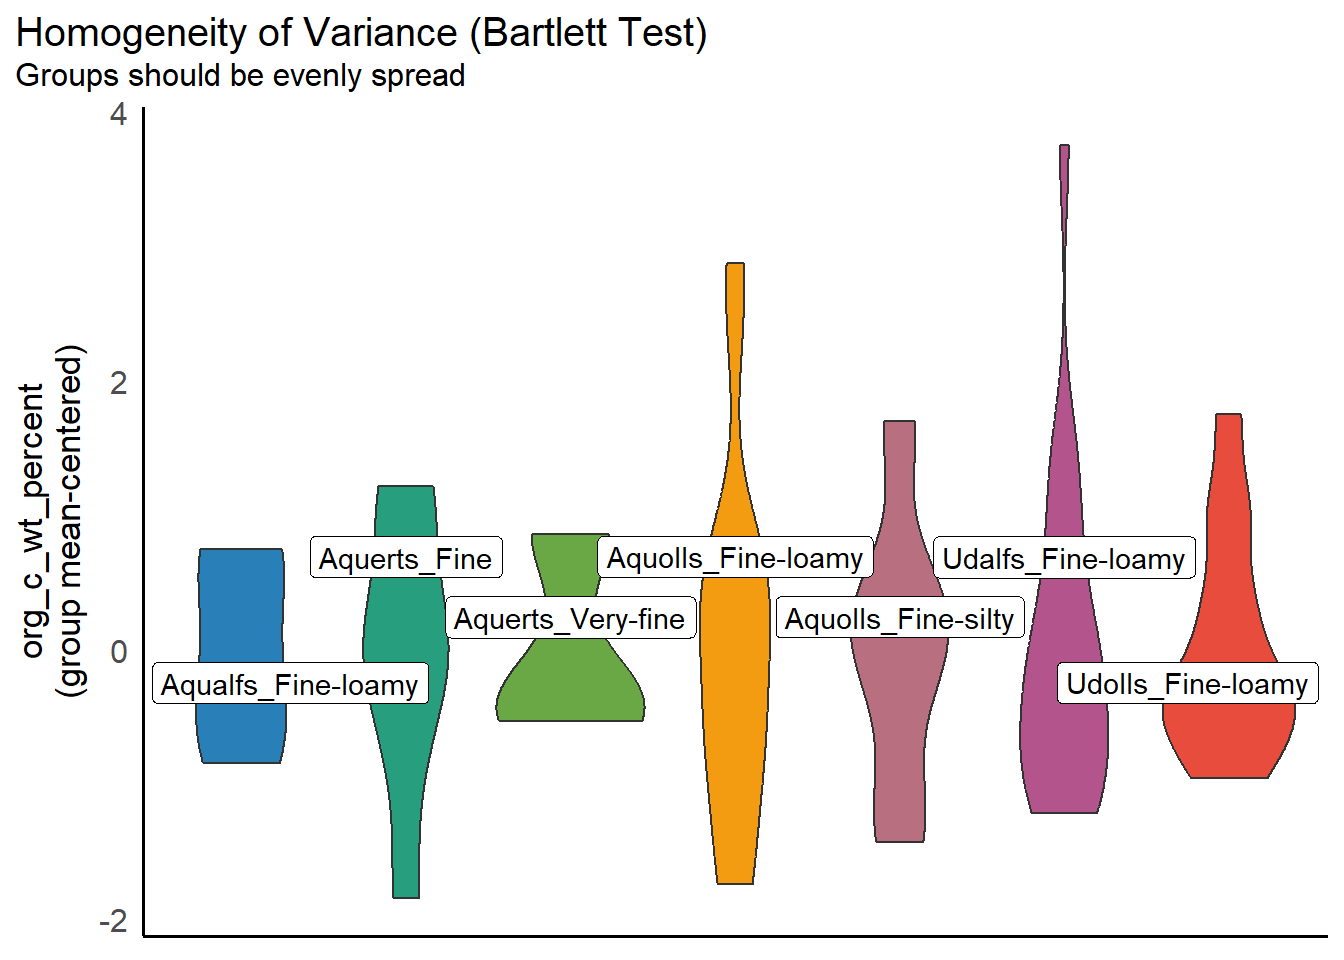 Homogeneity of Variance (Bartlett Test)
Groups should be evenly spread
4
2
0
-2
org_c_wt_percent
(group mean-centered)
Aquerts_Fine
Aquolls_Fine-loamy
Udalfs_Fine-loamy
Aquerts_Very-fine
Aquolls_Fine-silty
Aqualfs_Fine-loamy
Udolls_Fine-loamy